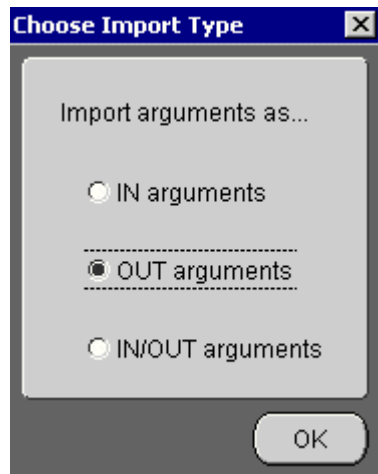 Choose Import Type
Import arguments as...
IN arguments
OUT arguments
IN/OUT arguments
OK